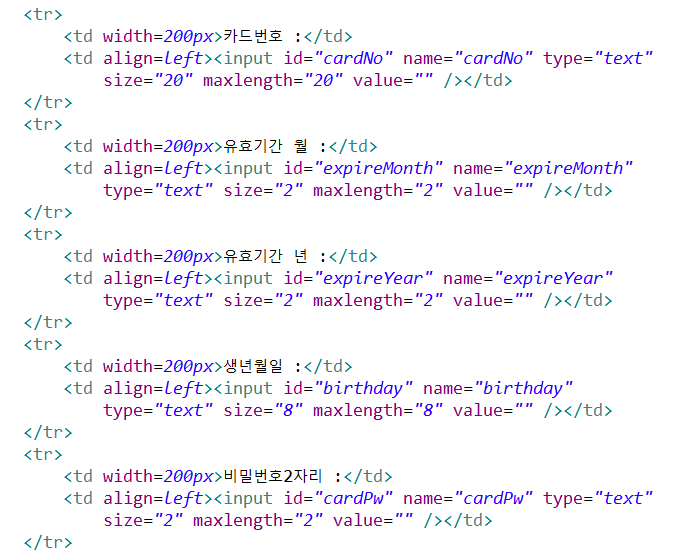 <tr>
<td width=200px>카드번호 :</td>
<td align=left><input id="cardNo" name="cardNo" type="text"
size="20" maxlength="20" value="" /></td>
</tr>
<tr>
<td width=200px>유효기간 월 :</td>
<td align=left><input id="expireMonth" name="expireMonth"
type="text" size="2" maxlength="2" value="" /></td>
</tr>
<tr>
<td width=200px>유효기간 년 :</td>
<td align=left><input id="expireYear" name="expireYear"
type="text" size="2" maxlength="2" value="" /></td>
</tr>
<tr>
<td width=200px>생년월일 :</td>
<td align=left><input id="birthday" name="birthday"
type="text" size="8" maxlength="8" value="" /></td>
</tr>
<tr>
<td width=200px>비밀번호2자리 :</td>
<td align=left><input id="cardPw" name="cardPw" type="text"
size="2" maxlength="2" value="" /></td>
</tr>